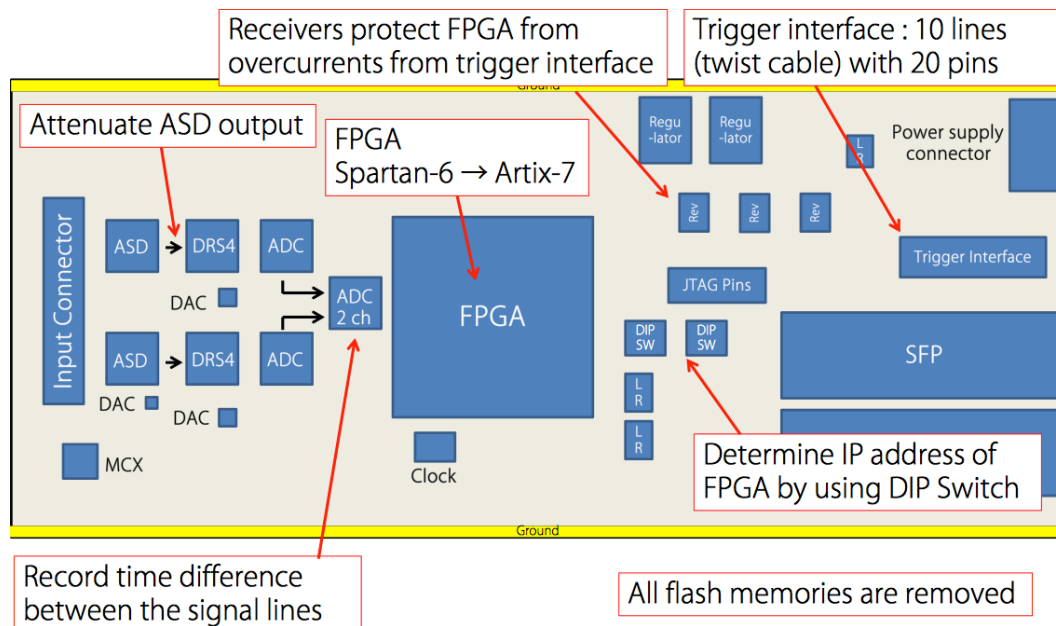 Receivers protect FPGA from
overcurrents from trigger interface
Trigger interface : 10 lines
(twist cable) with 20 pins
Ground
Attenuate ASD output
FPGA
Spartan-6 → Artix-7
Regu
-lator
Regu
-lator
L
R
Power supply
connector
Rev
Rev
Rev
Input Connector
ASD
DRS4
ADC
Trigger Interface
DAC
ADC
2 ch
FPGA
JTAG Pins
DIP
SW
DIP
SW
SFP
ASD
DRS4
ADC
DAC
DAC
L
R
L
R
MCX
Clock
Determine IP address of
FPGA by using DIP Switch
Ground
Record time difference
between the signal lines
All flash memories are removed